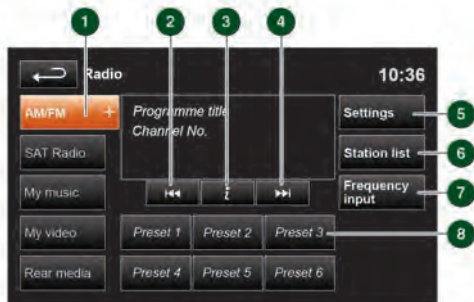 1
2
3
4
Radio
10:36
AM/FM +
Programme title
Channel No.
Settings
5
SAT Radio
Station list
6
My music
i
Frequency
input
7
My video
Preset 1
Preset 2
Preset 3
8
Rear media
Preset 4
Preset 5
Preset 6